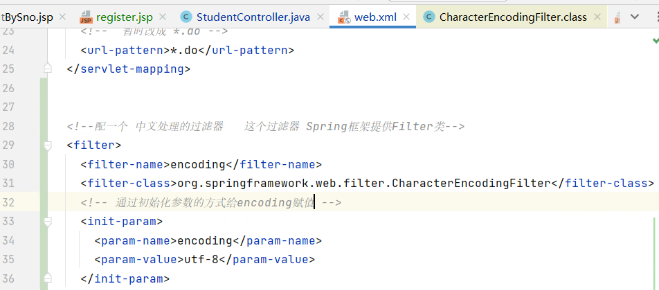 tBySno.jsp register.jsp StudentController.java web.xml CharacterEncodingFilter.class
23 <!-- 暂时改成 *.do -->
24 <url-pattern>*.do</url-pattern>
25 </servlet-mapping>
26
27
28 <!--配一个 中文处理的过滤器 这个过滤器 Spring框架提供Filter类-->
29 <filter>
30 <filter-name>encoding</filter-name>
31 <filter-class>org.springframework.web.filter.CharacterEncodingFilter</filter-class>
32 <!-- 通过初始化参数的方式给encoding赋值 -->
33 <init-param>
34 <param-name>encoding</param-name>
35 <param-value>utf-8</param-value>
36 </init-param>